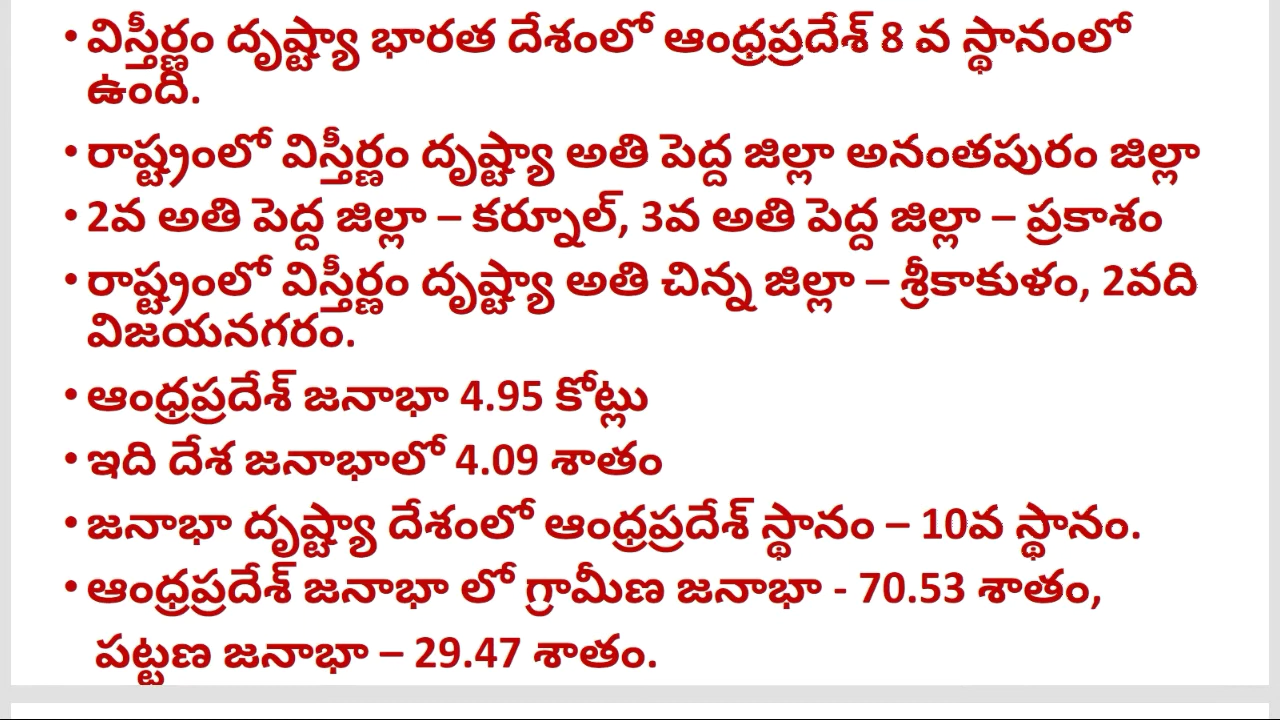 • విస్తీర్ణం దృష్ట్యా భారత దేశంలో ఆంధ్రప్రదేశ్ 8 వ స్థానంలో
ఉంది.
• రాష్ట్రంలో విస్తీర్ణం దృష్ట్యా అతి పెద్ద జిల్లా అనంతపురం జిల్లా
• 2వ అతి పెద్ద జిల్లా – కర్నూల్, 3వ అతి పెద్ద జిల్లా – ప్రకాశం
• రాష్ట్రంలో విస్తీర్ణం దృష్ట్యా అతి చిన్న జిల్లా – శ్రీకాకుళం, 2వది
విజయనగరం.
• ఆంధ్రప్రదేశ్ జనాభా 4.95 కోట్లు
• ఇది దేశ జనాభాలో 4.09 శాతం
• జనాభా దృష్ట్యా దేశంలో ఆంధ్రప్రదేశ్ స్థానం – 10వ స్థానం.
• ఆంధ్రప్రదేశ్ జనాభా లో గ్రామీణ జనాభా - 70.53 శాతం,
పట్టణ జనాభా – 29.47 శాతం.